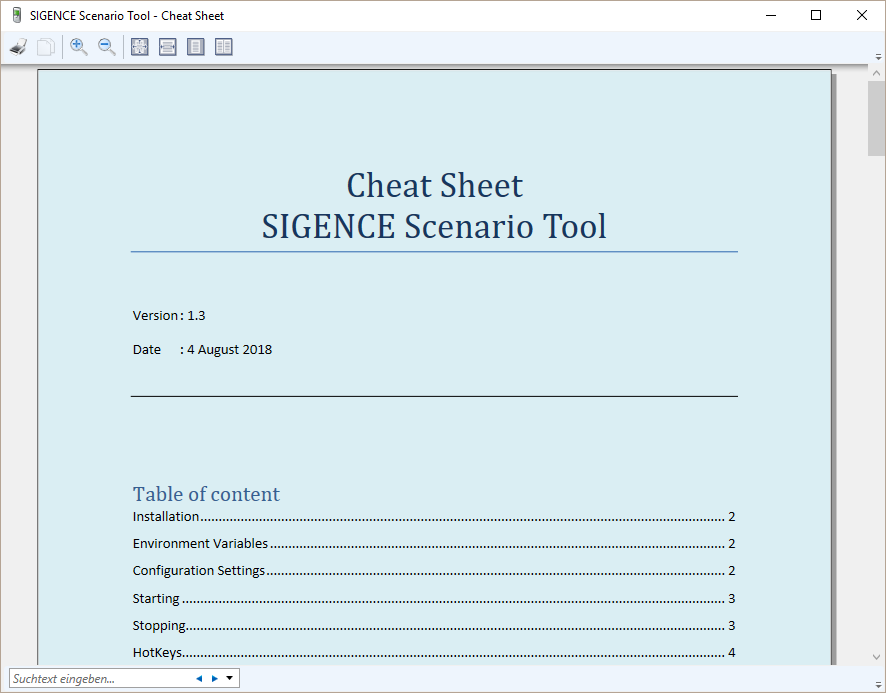 SIGENCE Scenario Tool - Cheat Sheet
Cheat Sheet
SIGENCE Scenario Tool
Version : 1.3
Date : 4 August 2018
Table of content
Installation 2
Environment Variables 2
Configuration Settings 2
Starting 3
Stopping 3
HotKeys 4
Suchtext eingeben...